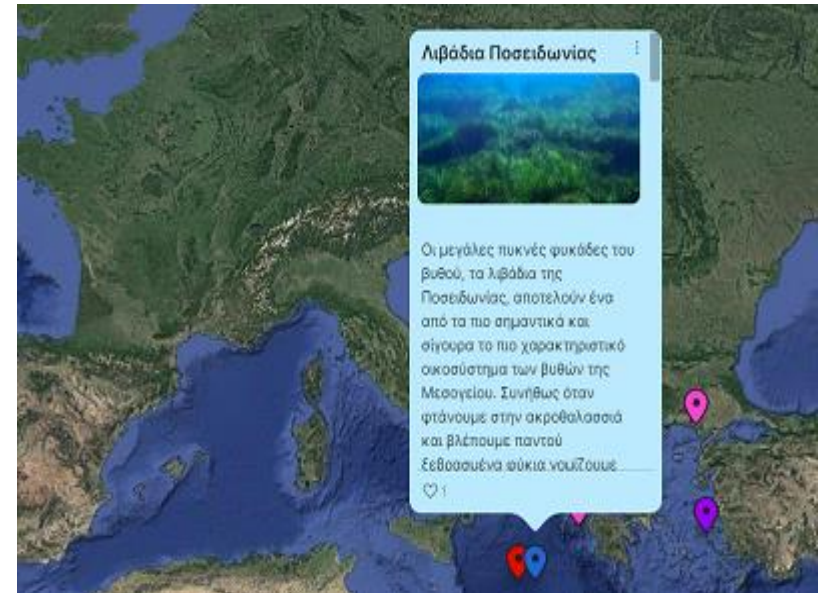 Λιβάδια Ποσειδωνίας
Οι μεγάλες πυκνές φυκάδες του
βυθού, τα λιβάδια της
Ποσειδωνίας, αποτελούν ένα
από τα πιο σημαντικά και
σίγουρα το πιο χαρακτηριστικό
οικοσύστημα των βυθών της
Μεσογείου. Συνήθως όταν
φτάνουμε στην ακροθαλασσιά
και βλέπουμε παντού
ξεβρασμένα φύκια νομίζουμε
1